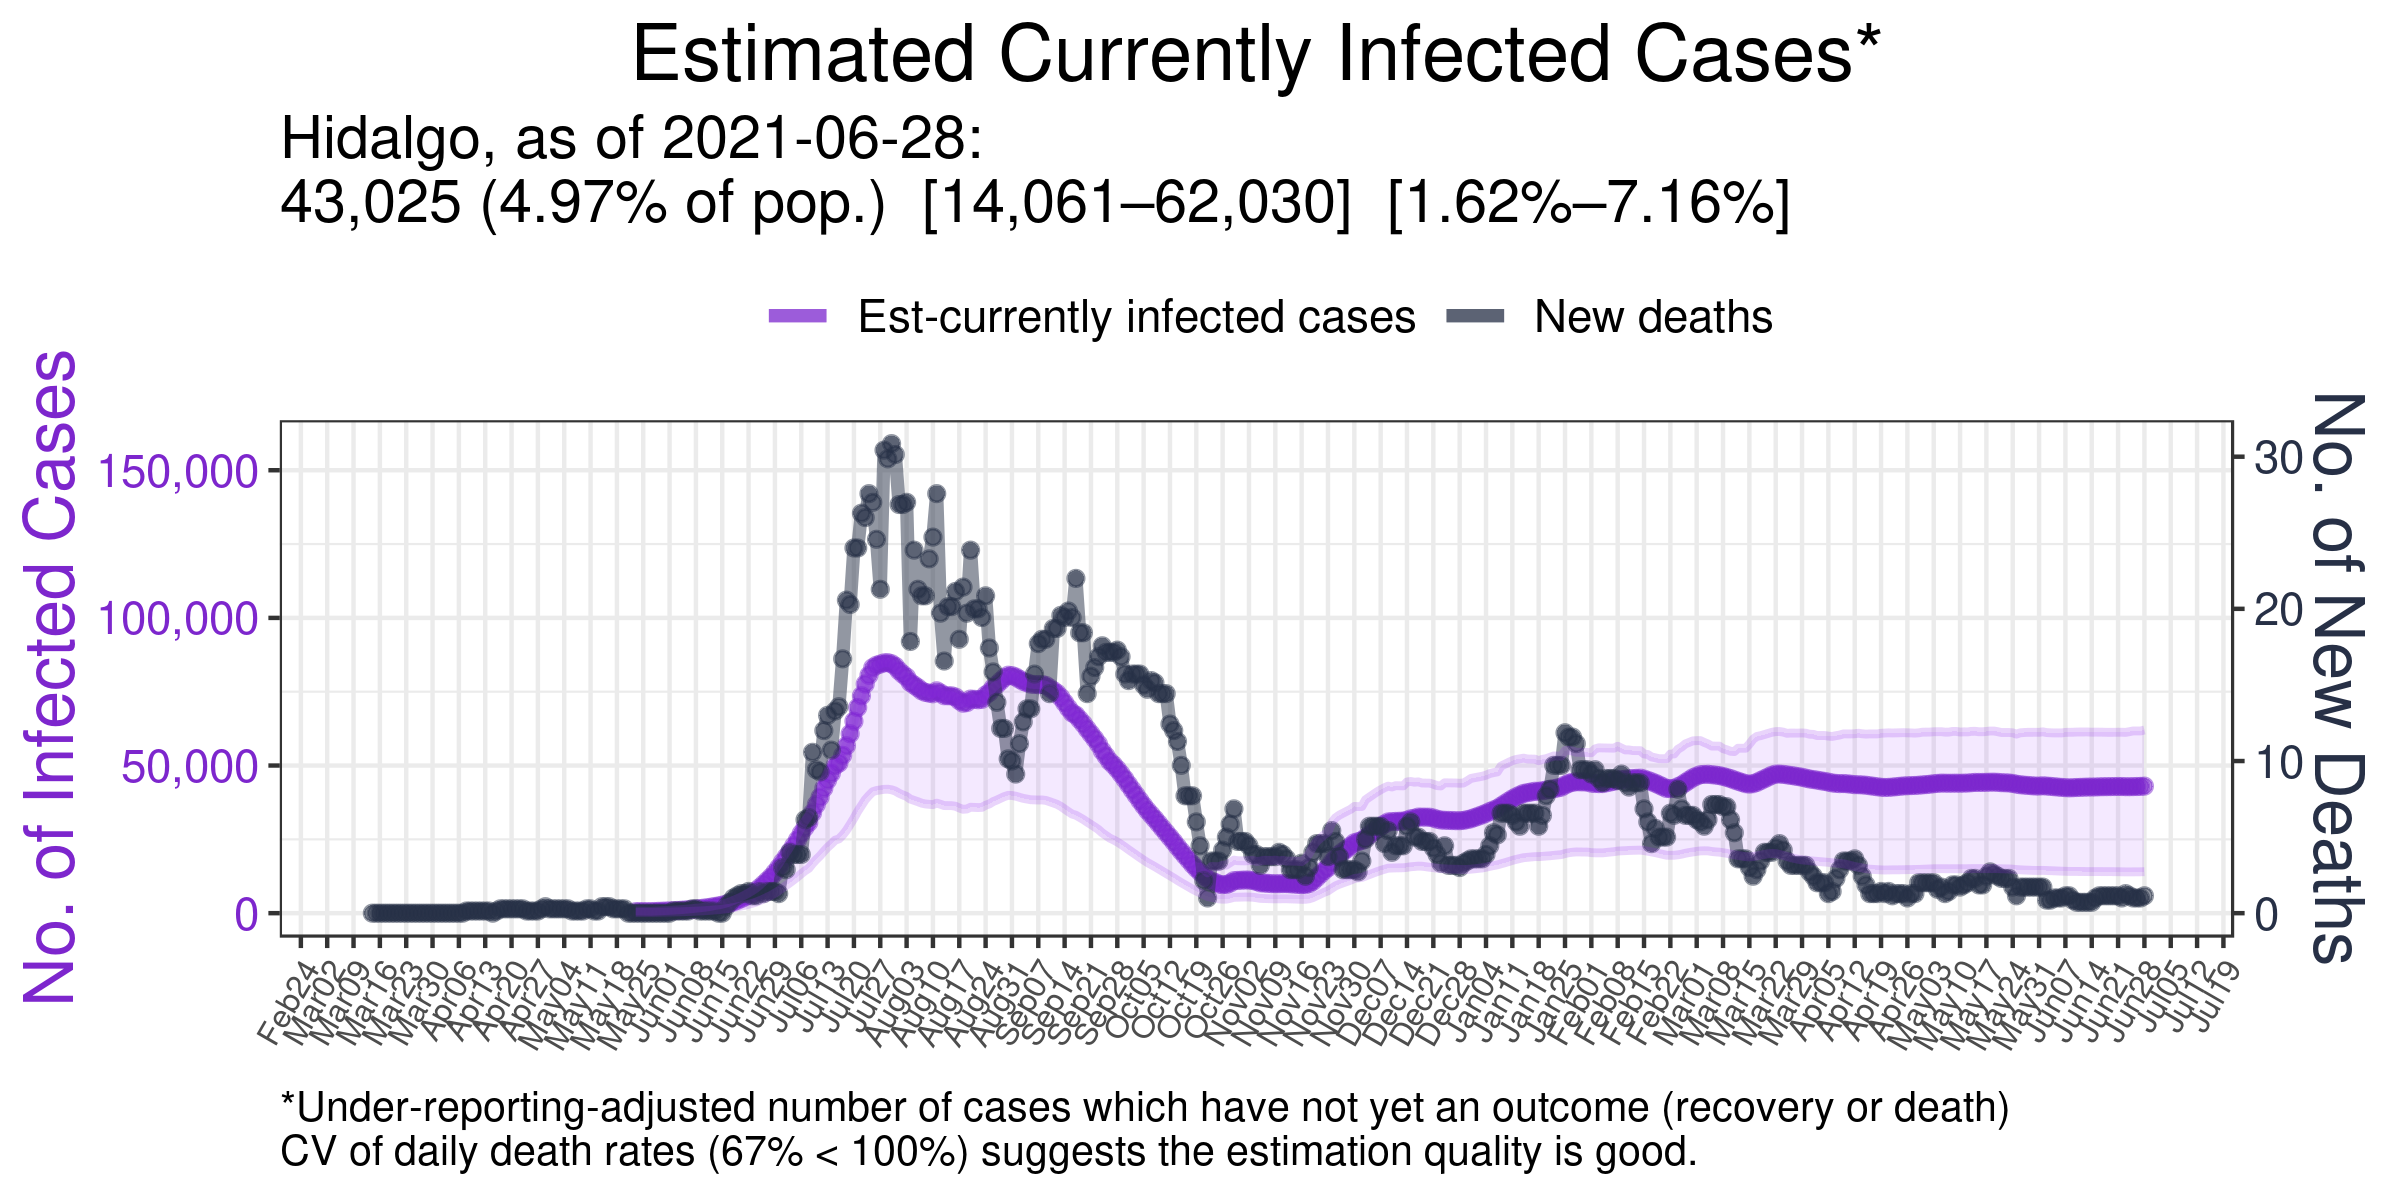 Estimated Currently Infected Cases*
Hidalgo, as of 2021-06-28:
43,025 (4.97% of pop.) [14,061–62,030] [1.62%–7.16%]
Est-currently infected cases
New deaths
No. of Infected Cases
150,000
100,000
50,000
0
30
20
10
0
No. of New Deaths
Feb24
Mar02
Mar09
Mar16
Mar23
Mar30
Apr06
Apr13
Apr20
Apr27
May04
May11
May18
May25
Jun01
Jun08
Jun15
Jun22
Jun29
Jul06
Jul13
Jul20
Jul27
Aug03
Aug10
Aug17
Aug24
Aug31
Sep07
Sep14
Sep21
Sep28
Oct05
Oct12
Oct19
Oct26
Nov02
Nov09
Nov16
Nov23
Nov30
Dec07
Dec14
Dec21
Dec28
Jan04
Jan11
Jan18
Jan25
Feb01
Feb08
Feb15
Feb22
Mar01
Mar08
Mar15
Mar22
Mar29
Apr05
Apr12
Apr19
Apr26
May03
May10
May17
May24
May31
Jun07
Jun14
Jun21
Jun28
Jul05
Jul12
Jul19
*Under-reporting-adjusted number of cases which have not yet an outcome (recovery or death)
CV of daily death rates (67% < 100%) suggests the estimation quality is good.